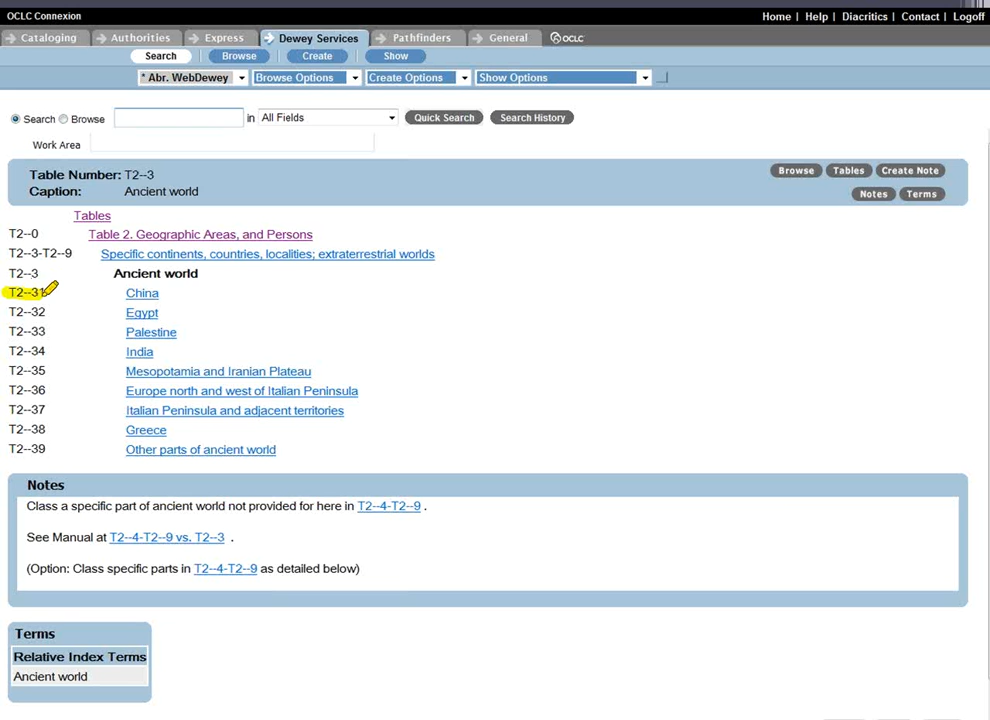 OCLC Connexion
Home | Help | Diacritics | Contact | Logoff
Cataloging Authorities Express Dewey Services Pathfinders General OCLC
Search Browse Create Show
* Abr. WebDewey Browse Options Create Options Show Options
Search Browse in All Fields Quick Search Search History
Work Area
Table Number: T2--3 Browse Tables Create Note
Caption: Ancient world Notes Terms
Tables
T2--0 Table 2. Geographic Areas, and Persons
T2--3-T2--9 Specific continents, countries, localities; extraterrestrial worlds
T2--3 Ancient world
T2--31 China
T2--32 Egypt
T2--33 Palestine
T2--34 India
T2--35 Mesopotamia and Iranian Plateau
T2--36 Europe north and west of Italian Peninsula
T2--37 Italian Peninsula and adjacent territories
T2--38 Greece
T2--39 Other parts of ancient world
Notes
Class a specific part of ancient world not provided for here in T2--4-T2--9 .
See Manual at T2--4-T2--9 vs. T2--3 .
(Option: Class specific parts in T2--4-T2--9 as detailed below)
Terms
Relative Index Terms
Ancient world